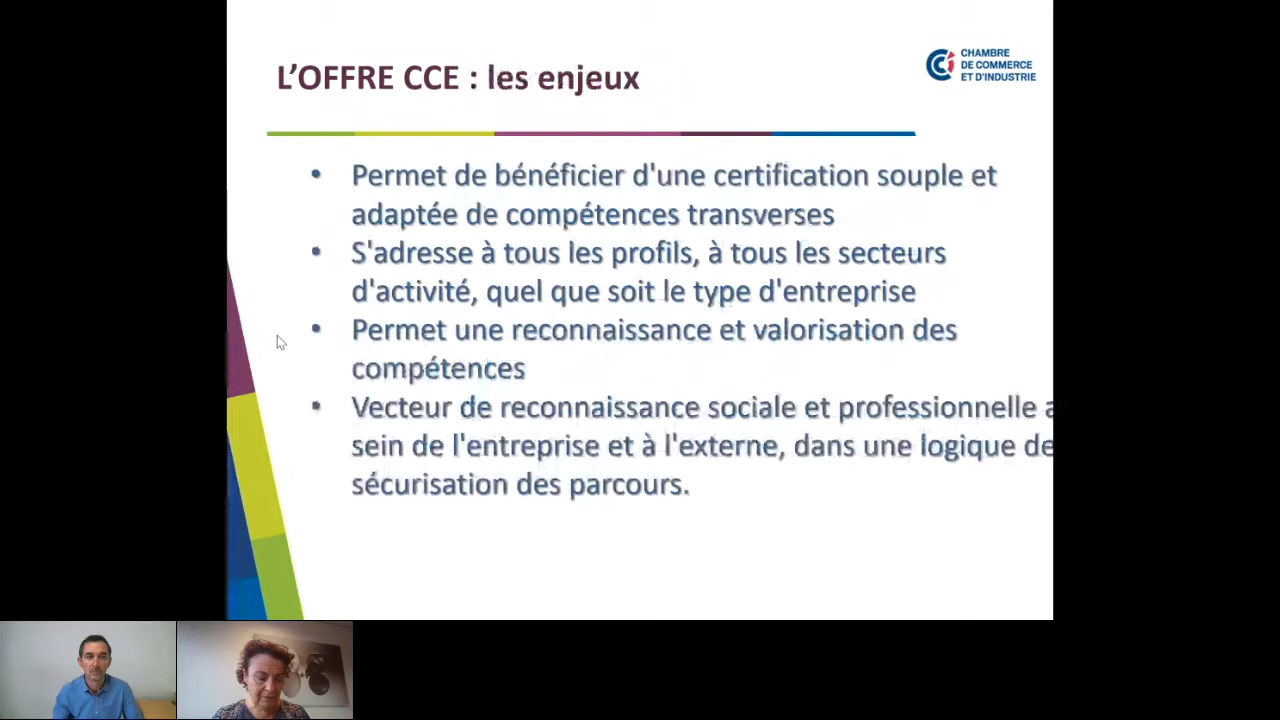 L'OFFRE CCE : les enjeux
CHAMBRE
DE COMMERCE
ET D'INDUSTRIE
• Permet de bénéficier d'une certification souple et
adaptée de compétences transverses
• S'adresse à tous les profils, à tous les secteurs
d'activité, quel que soit le type d'entreprise
• Permet une reconnaissance et valorisation des
compétences
• Vecteur de reconnaissance sociale et professionnelle
sein de l'entreprise et à l'externe, dans une logique de
sécurisation des parcours.